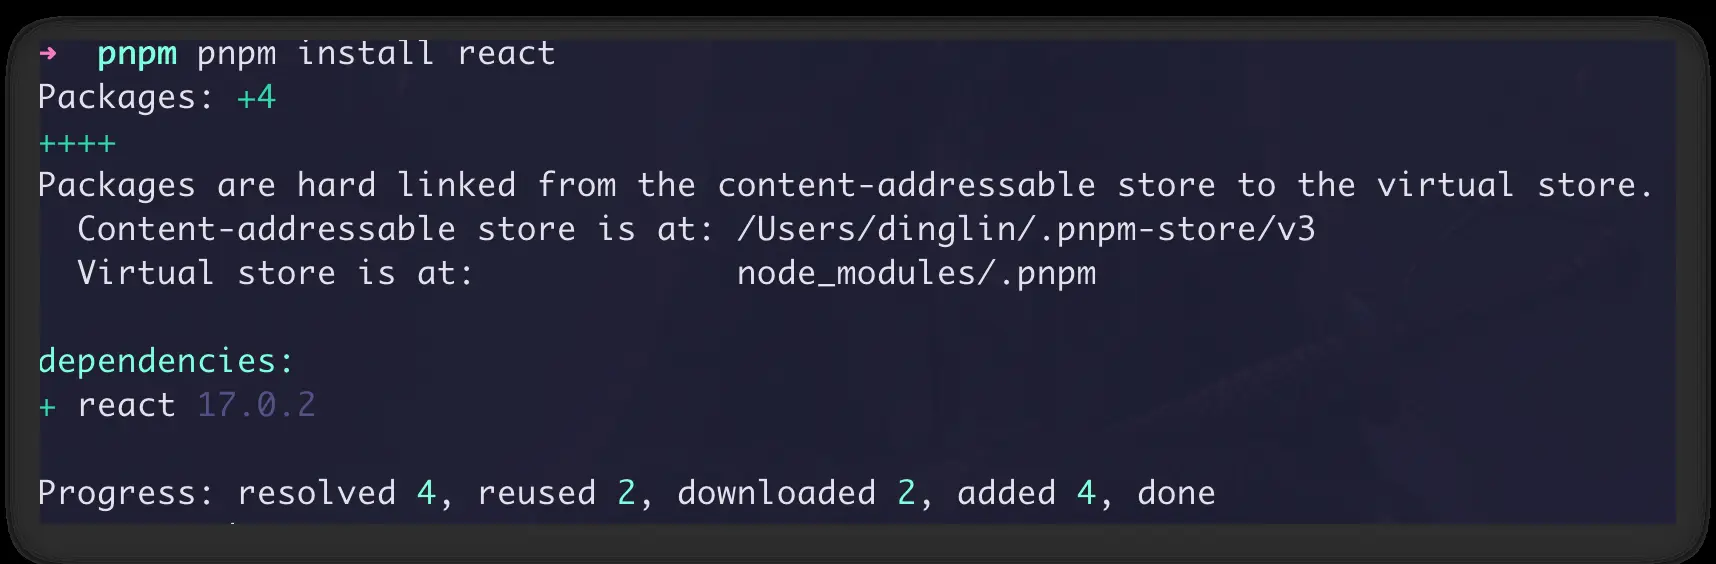 ➜  pnpm pnpm install react
Packages: +4
++++
Packages are hard linked from the content-addressable store to the virtual store.
  Content-addressable store is at: /Users/dinglin/.pnpm-store/v3
  Virtual store is at:             node_modules/.pnpm
dependencies:
+ react 17.0.2
Progress: resolved 4, reused 2, downloaded 2, added 4, done